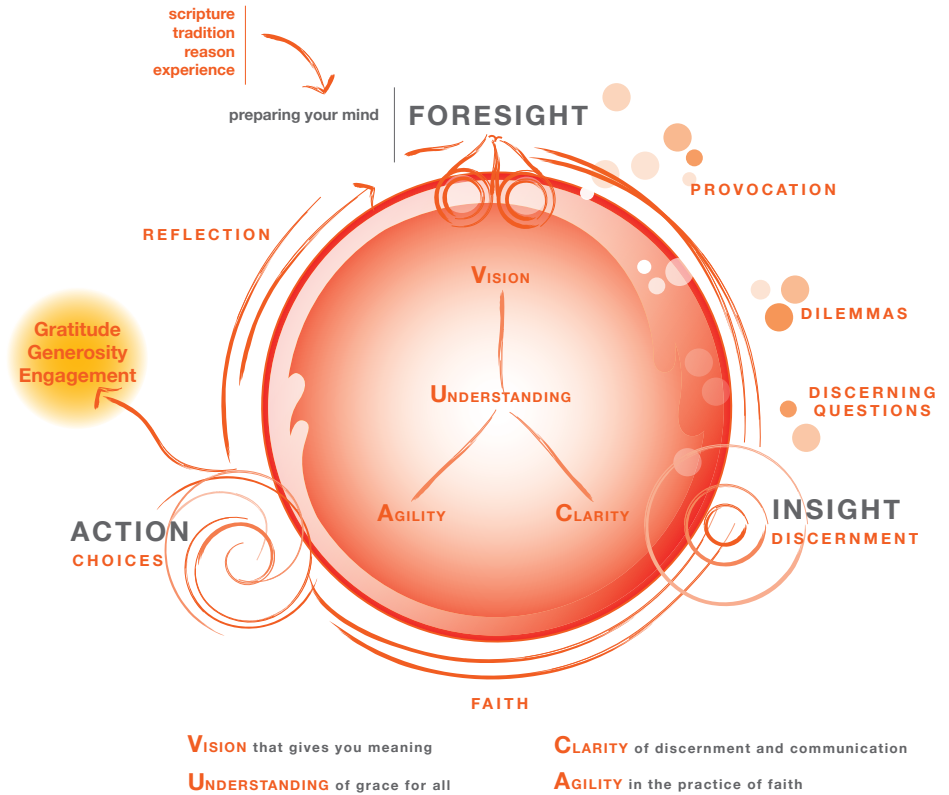 scripture
tradition
reason
experience
preparing your mind
FORESIGHT
PROVOCATION
REFLECTION
VISION
DILEMMAS
Gratitude
Generosity
Engagement
UNDERSTANDING
DISCERNING
QUESTIONS
AGILITY
CLARITY
ACTION
CHOICES
INSIGHT
DISCERNMENT
FAITH
VISION that gives you meaning
CLARITY of discernment and communication
UNDERSTANDING of grace for all
AGILITY in the practice of faith